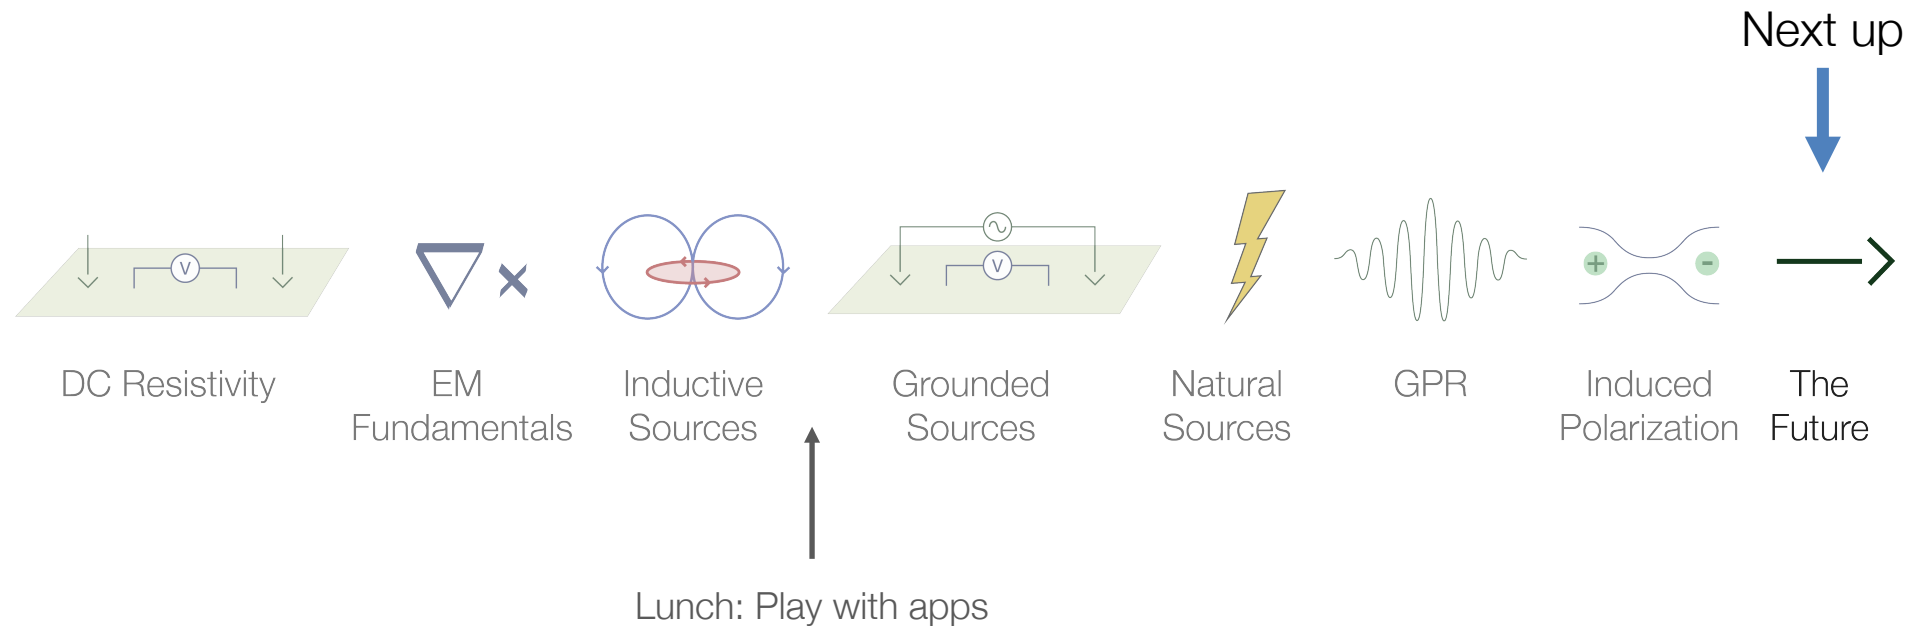 Next up
V
V
+
-
DC Resistivity
EM
Fundamentals
Inductive
Sources
Grounded
Sources
Natural
Sources
GPR
Induced
Polarization
The
Future
Lunch: Play with apps